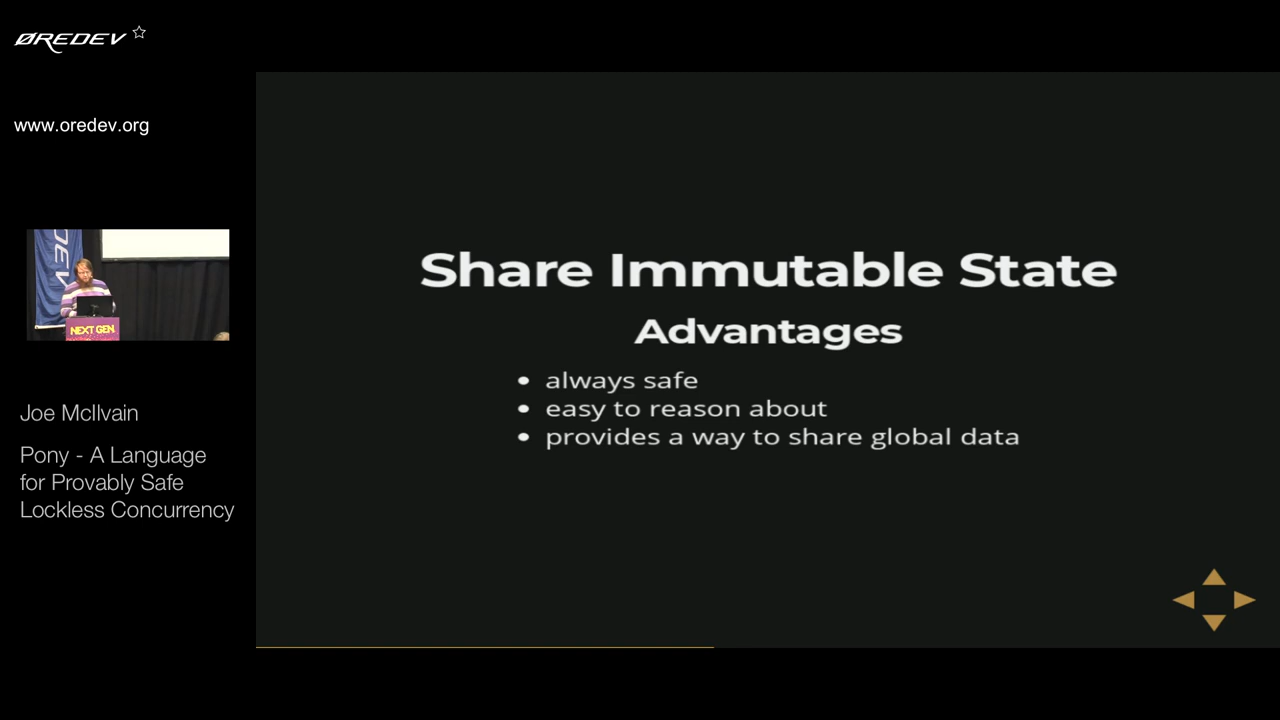 ØREDEV
www.oredev.org
DEV
NEXT GEN
Joe McIlvain
Pony - A Language
for Provably Safe
Lockless Concurrency
Share Immutable State
Advantages
always safe
easy to reason about
provides a way to share global data